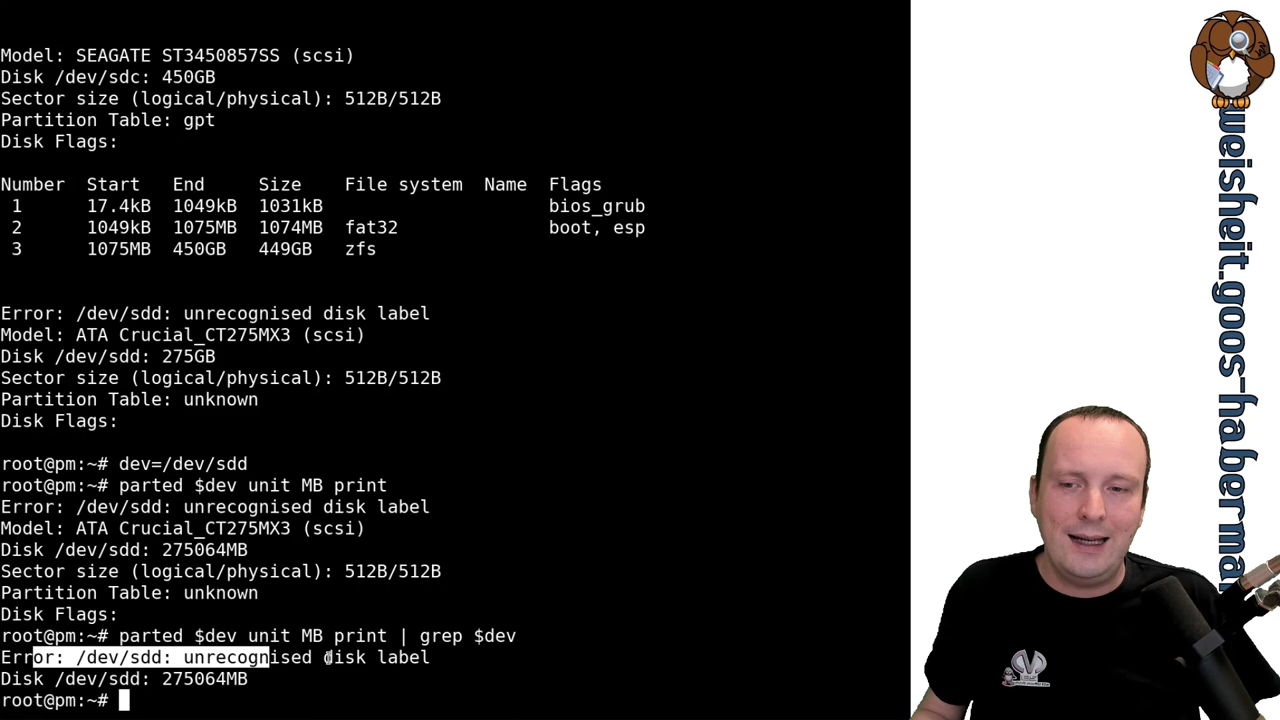 Model: SEAGATE ST3450857SS (scsi)
Disk /dev/sdc: 450GB
Sector size (logical/physical): 512B/512B
Partition Table: gpt
Disk Flags:
Number  Start   End     Size    File system  Name  Flags
 1      17.4kB  1049kB  1031kB                     bios_grub
 2      1049kB  1075MB  1074MB  fat32              boot, esp
 3      1075MB  450GB   449GB   zfs
Error: /dev/sdd: unrecognised disk label
Model: ATA Crucial_CT275MX3 (scsi)
Disk /dev/sdd: 275GB
Sector size (logical/physical): 512B/512B
Partition Table: unknown
Disk Flags:
root@pm:~# dev=/dev/sdd
root@pm:~# parted $dev unit MB print
Error: /dev/sdd: unrecognised disk label
Model: ATA Crucial_CT275MX3 (scsi)
Disk /dev/sdd: 275064MB
Sector size (logical/physical): 512B/512B
Partition Table: unknown
Disk Flags:
root@pm:~# parted $dev unit MB print | grep $dev
Error: /dev/sdd: unrecognised disk label
Disk /dev/sdd: 275064MB
root@pm:~#
weisheit.goos-haberma